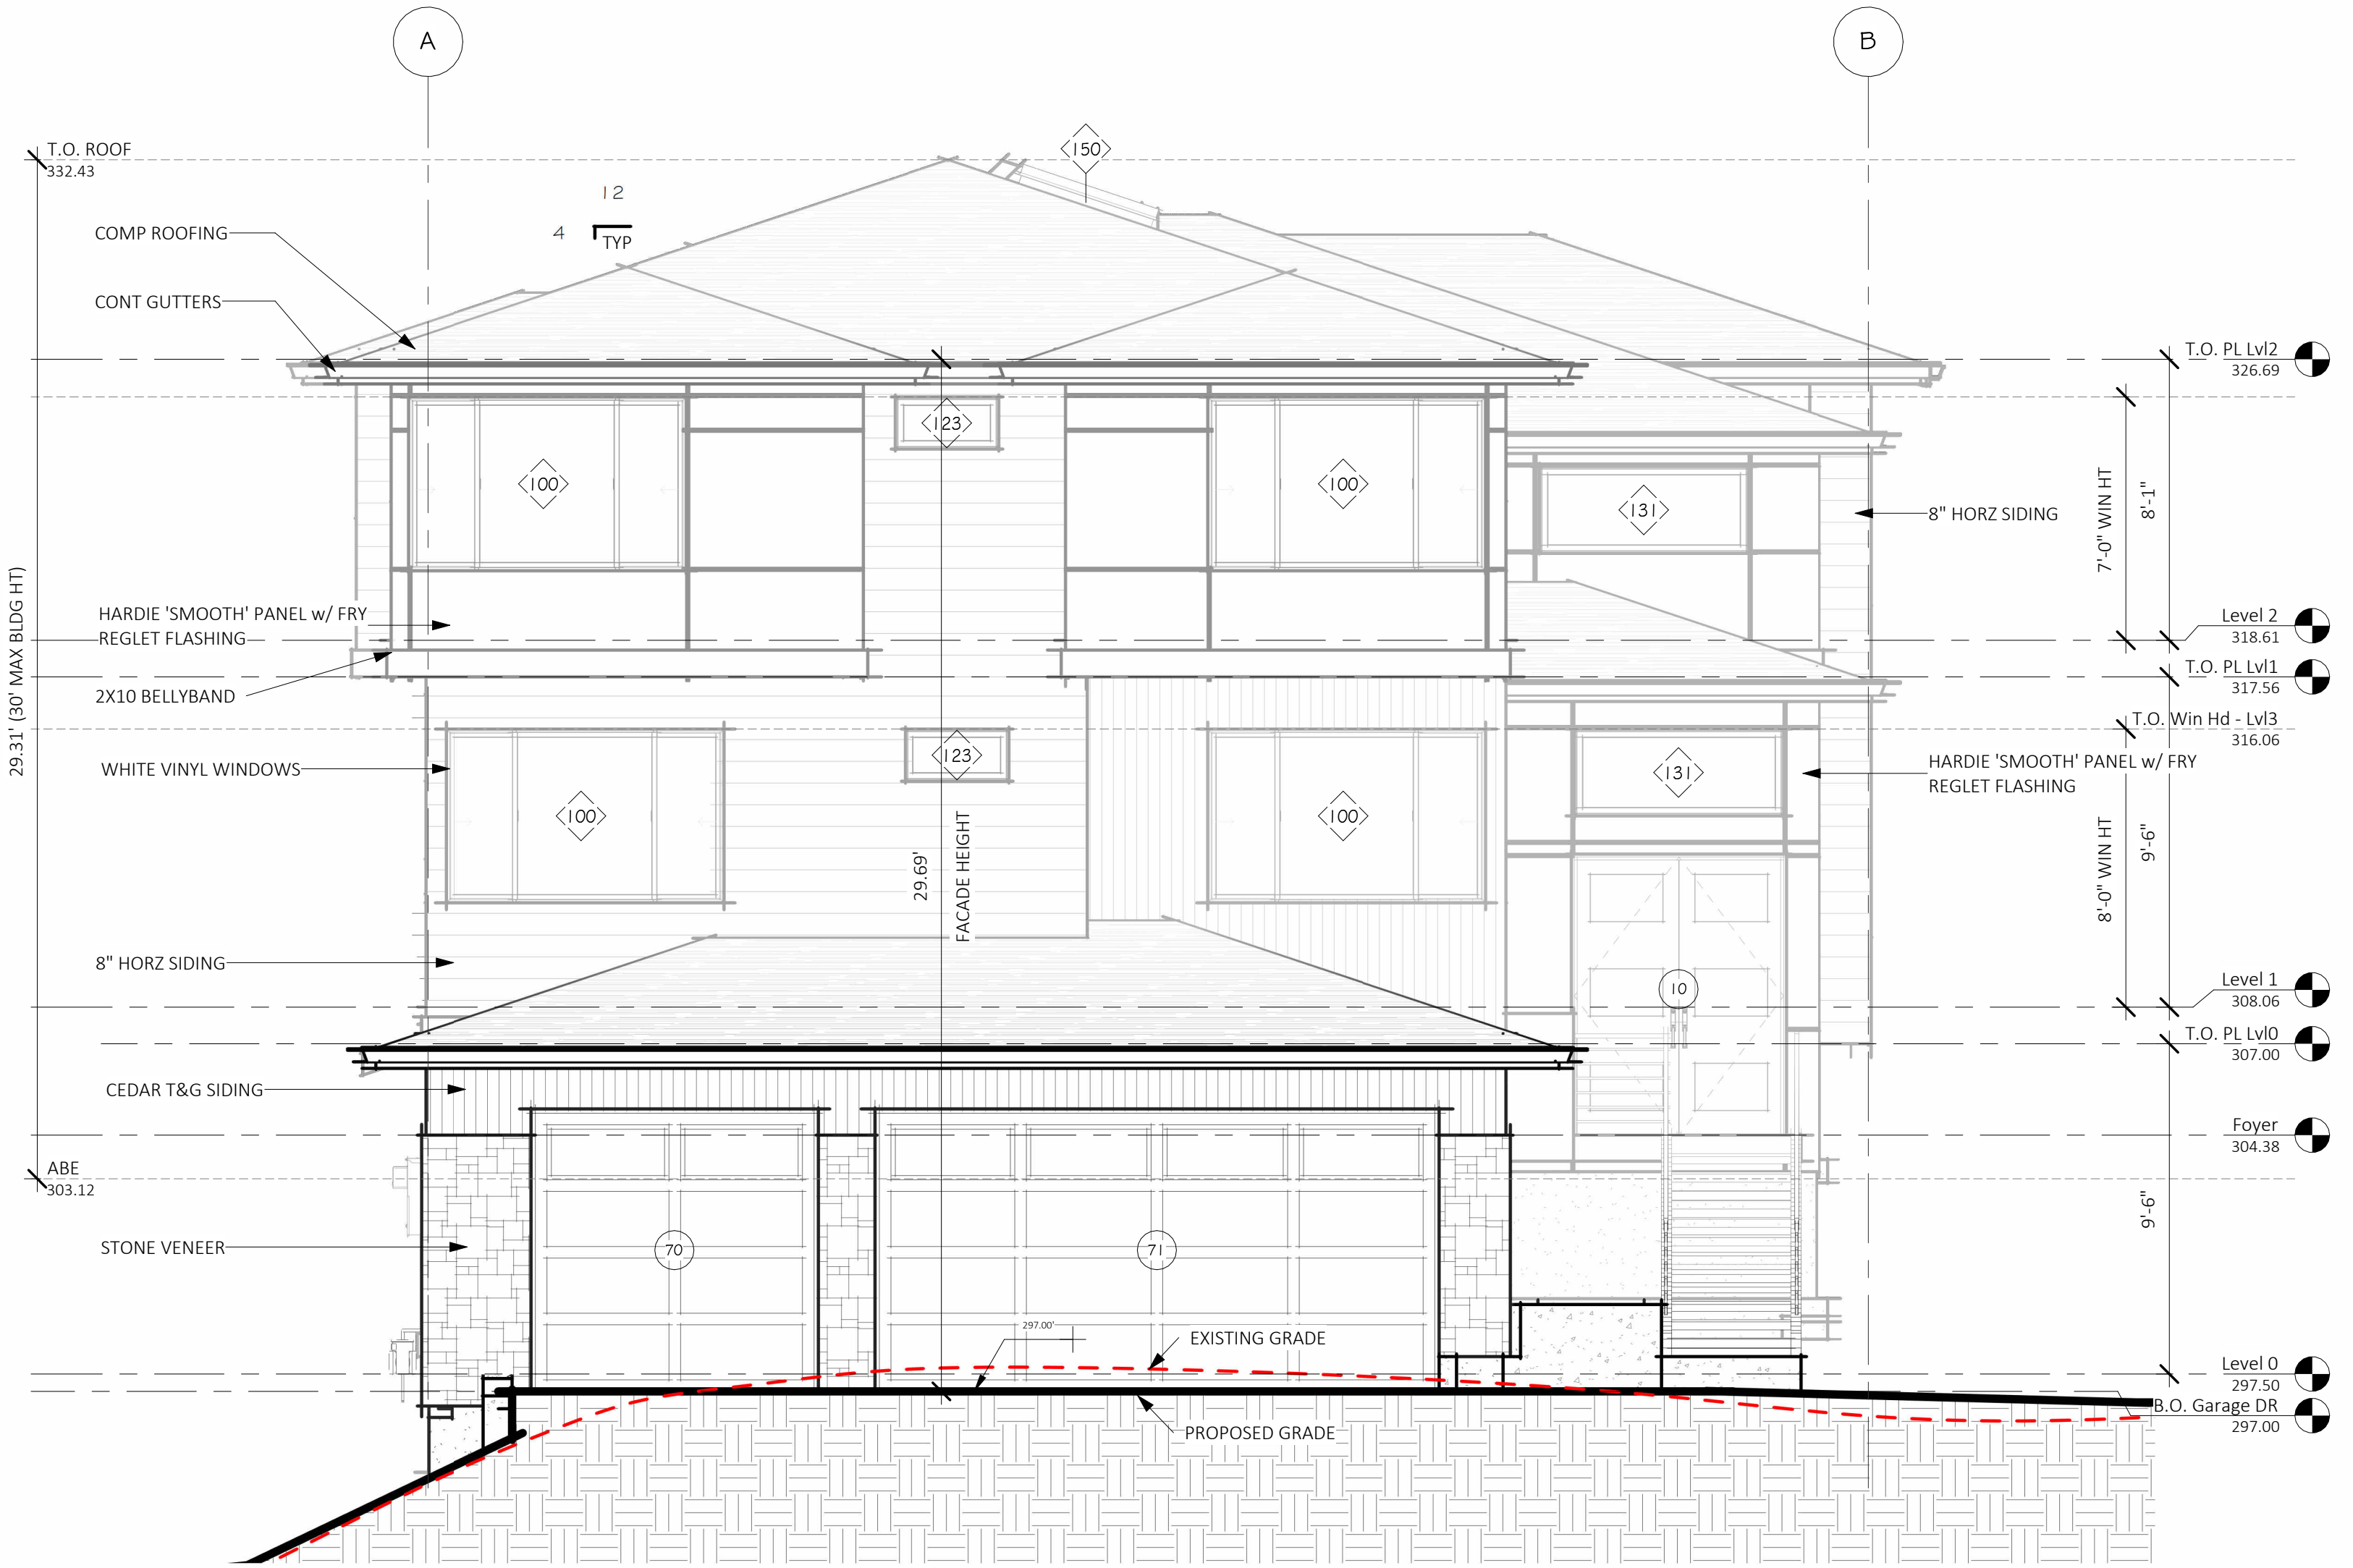 A
B
T.O. ROOF
332.43
150
12
4
TYP
COMP ROOFING
CONT GUTTERS
T.O. PL Lvl2
326.69
123
100
100
131
8" HORZ SIDING
7'-0" WIN HT
8'-1"
HARDIE 'SMOOTH' PANEL w/ FRY
REGLET FLASHING
Level 2
318.61
29.31' (30' MAX BLDG HT)
2X10 BELLYBAND
T.O. PL Lvl1
317.56
T.O. Win Hd - Lvl3
316.06
WHITE VINYL WINDOWS
123
131
HARDIE 'SMOOTH' PANEL w/ FRY
REGLET FLASHING
100
100
29.69'
FACADE HEIGHT
8'-0" WIN HT
9'-6"
8" HORZ SIDING
10
Level 1
308.06
T.O. PL Lvl0
307.00
CEDAR T&G SIDING
Foyer
304.38
ABE
303.12
9'-6"
STONE VENEER
70
71
297.00'
EXISTING GRADE
Level 0
297.50
B.O. Garage DR
297.00
PROPOSED GRADE